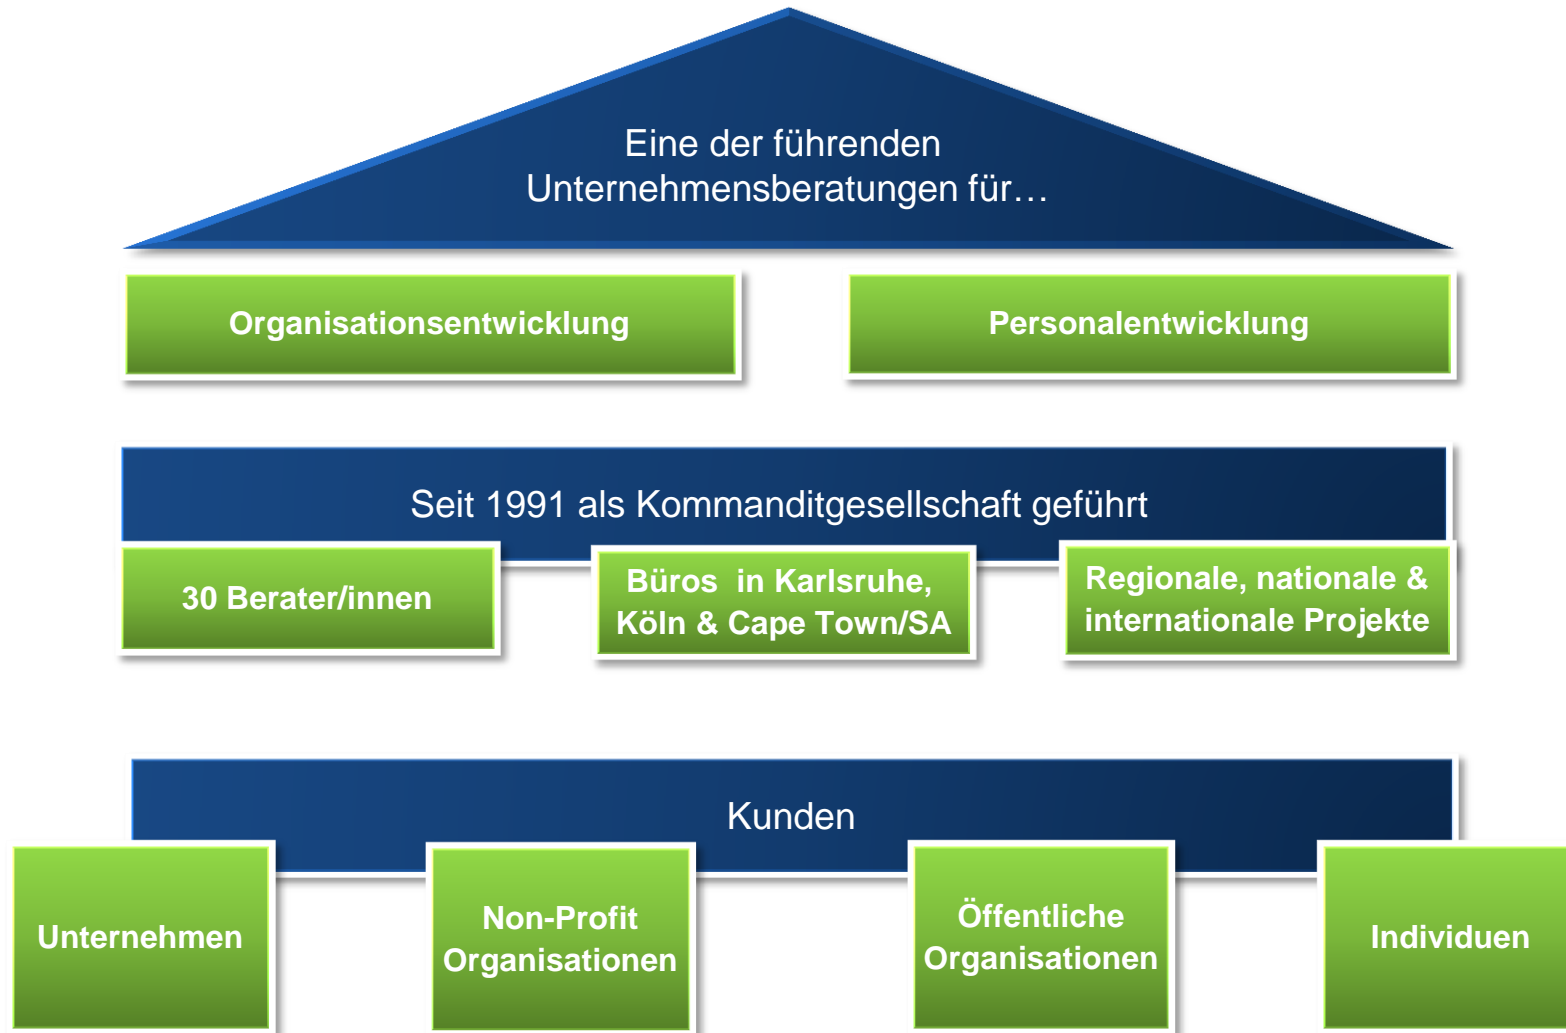 Eine der führenden
Unternehmensberatungen für…
Organisationsentwicklung
Personalentwicklung
Seit 1991 als Kommanditgesellschaft geführt
30 Berater/innen
Büros  in Karlsruhe,
Köln & Cape Town/SA
Regionale, nationale &
internationale Projekte
Kunden
Unternehmen
Non-Profit
Organisationen
Öffentliche
Organisationen
Individuen